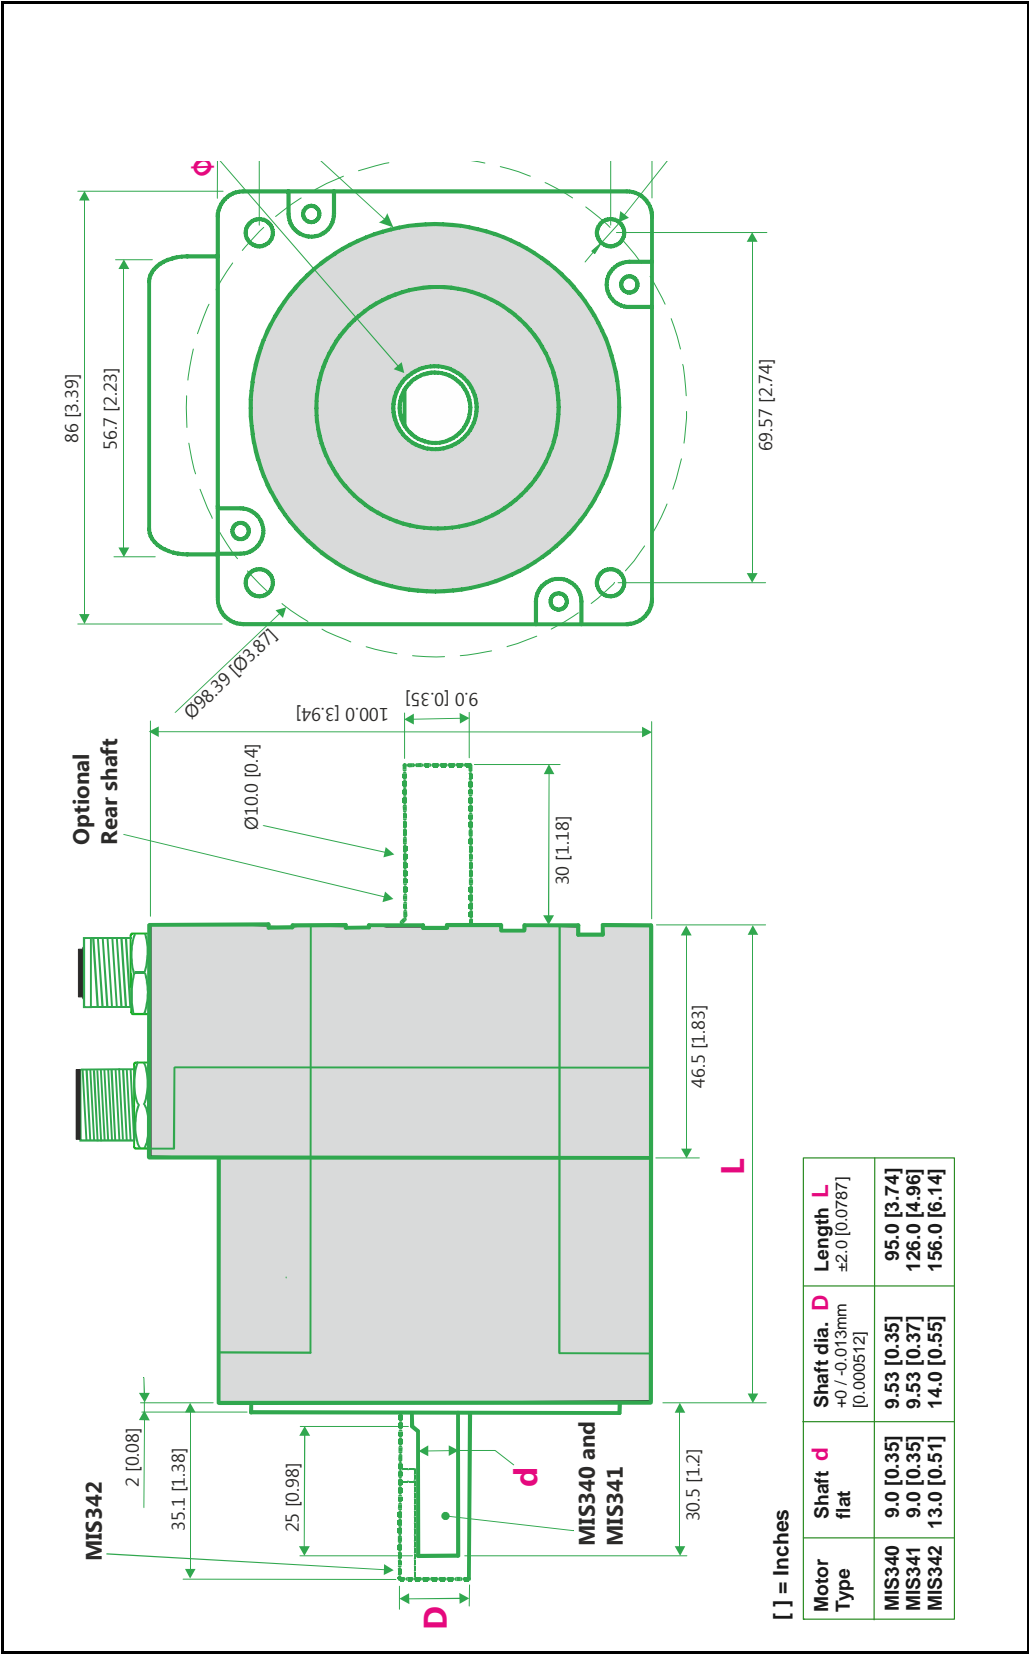 86 [3.39]
56.7 [2.23]
ϕ
69.57 [2.74]
Ø98.39 [Ø3.87]
100.0 [3.94]
9.0 [0.35]
Optional
Rear shaft
Ø10.0 [0.4]
30 [1.18]
46.5 [1.83]
L
2 [0.08]
35.1 [1.38]
MIS342
25 [0.98]
d
MIS340 and
MIS341
30.5 [1.2]
D
[ ] = Inches
Motor Type Shaft d flat Shaft dia. D +0 / -0.013mm [0.000512] Length L ±2.0 [0.0787]
MIS340 9.0 [0.35] 9.53 [0.35] 95.0 [3.74]
MIS341 9.0 [0.35] 9.53 [0.37] 126.0 [4.96]
MIS342 13.0 [0.51] 14.0 [0.55] 156.0 [6.14]